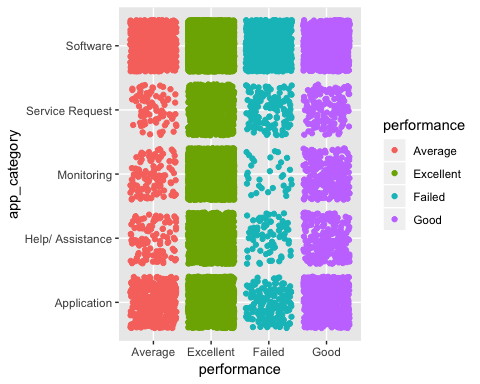 app_category
Software
Service Request
Monitoring
Help/ Assistance
Application
Average Excellent Failed Good
performance
performance
Average
Excellent
Failed
Good